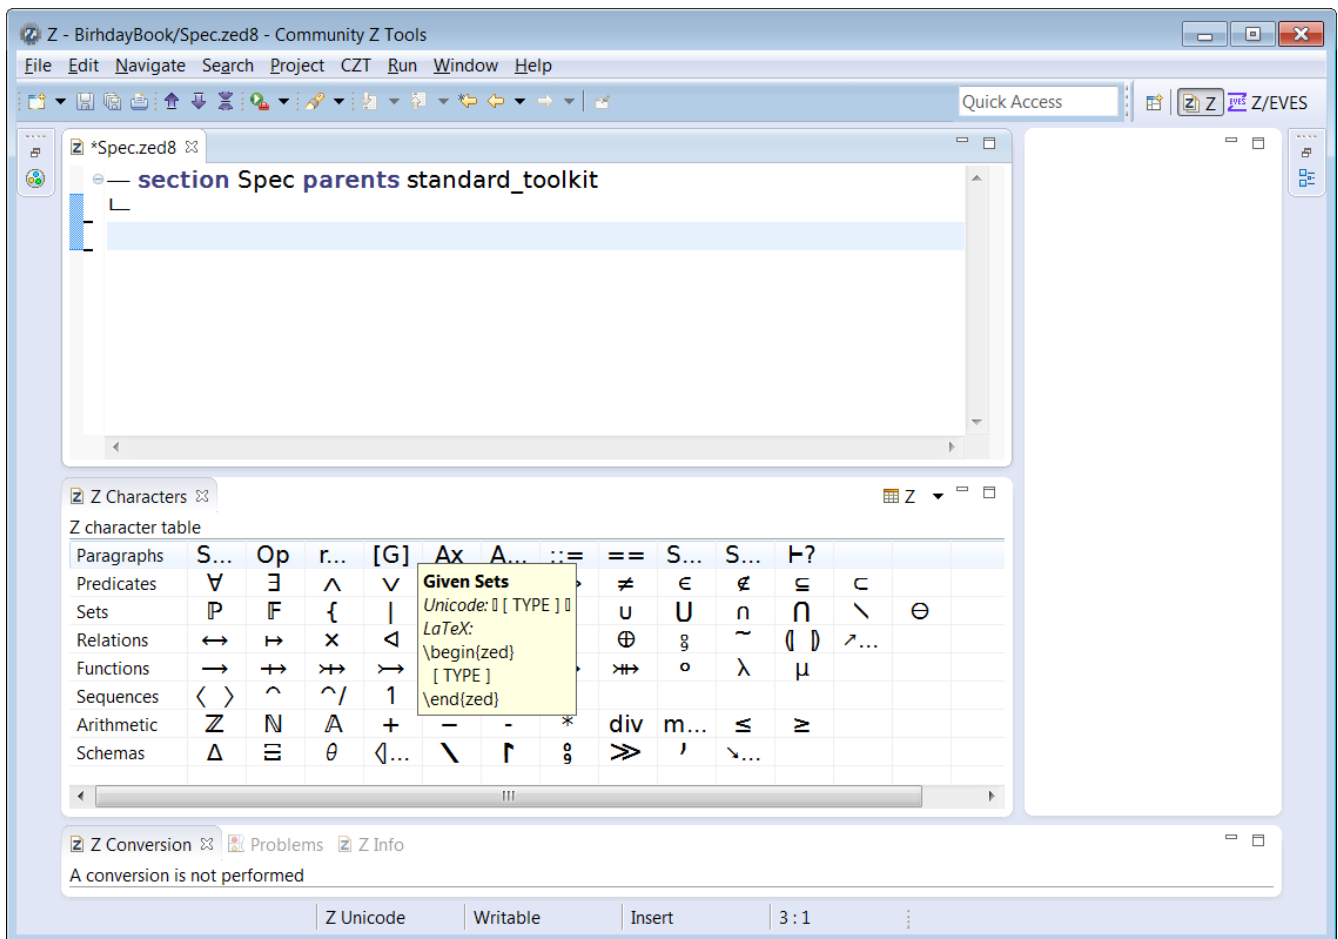 Z - BirhdayBook/Spec.zed8 - Community Z Tools
File Edit Navigate Search Project CZT Run Window Help
Quick Access Z Z/EVES
*Spec.zed8
section Spec parents standard_toolkit
Z Characters Z
Z character table
Paragraphs S... Op r... [G] Ax A... ::= == S... S... ⊢?
Predicates ∀ ∃ ∧ ∨ ≠ ∈ ∉ ⊆ ⊂
Sets ℙ 𝔽 { | ∪ ⋃ ∩ ⋂ \ ⊖
Relations ↔ ↦ × ◁ ⊕ ⨾ ~ ⦇ ⦈ ↗...
Functions → ⇸ ⤔ ↣ ⤗ ∘ λ μ
Sequences ⟨ ⟩ ⁀ ⁀/ 1
Arithmetic ℤ ℕ 𝔸 + − - * div m... ≤ ≥
Schemas Δ Ξ θ ⦉... ⧹ ↾ ⨟ ≫ ′ ↘...
Given Sets
Unicode: [ TYPE ]
LaTeX:
\begin{zed}
[ TYPE ]
\end{zed}
Z Conversion Problems Z Info
A conversion is not performed
Z Unicode Writable Insert 3 : 1